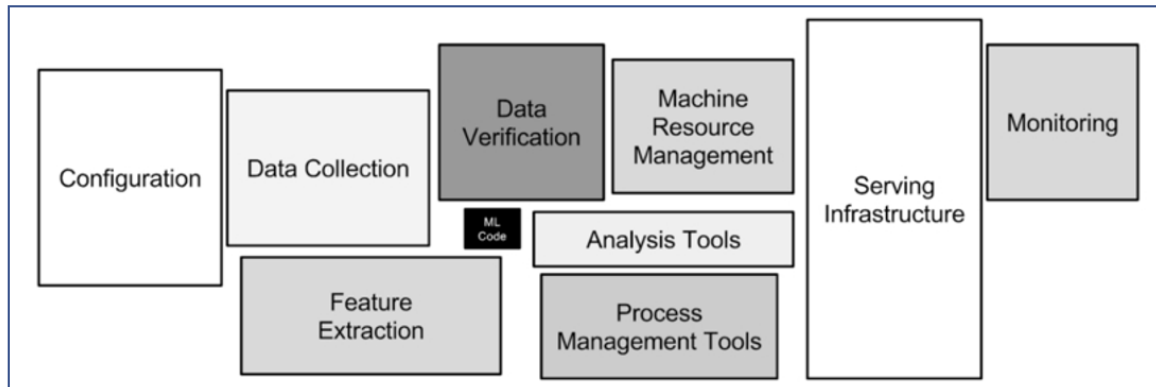 Configuration
Data Collection
Data
Verification
Machine
Resource
Management
Monitoring
Serving
Infrastructure
ML
Code
Analysis Tools
Feature
Extraction
Process
Management Tools